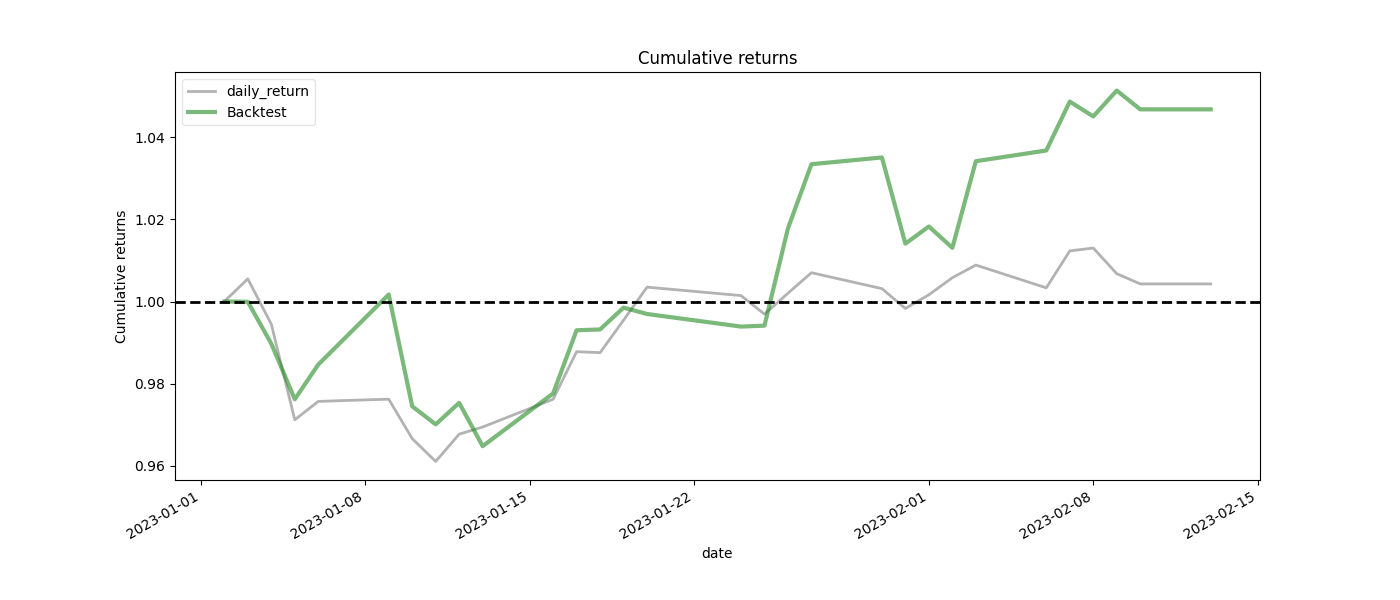 Cumulative returns
daily_return
Backtest
1.04
1.02
1.00
0.98
0.96
Cumulative returns
2023-01-01
2023-01-08
2023-01-15
2023-01-22
2023-02-01
2023-02-08
2023-02-15
date